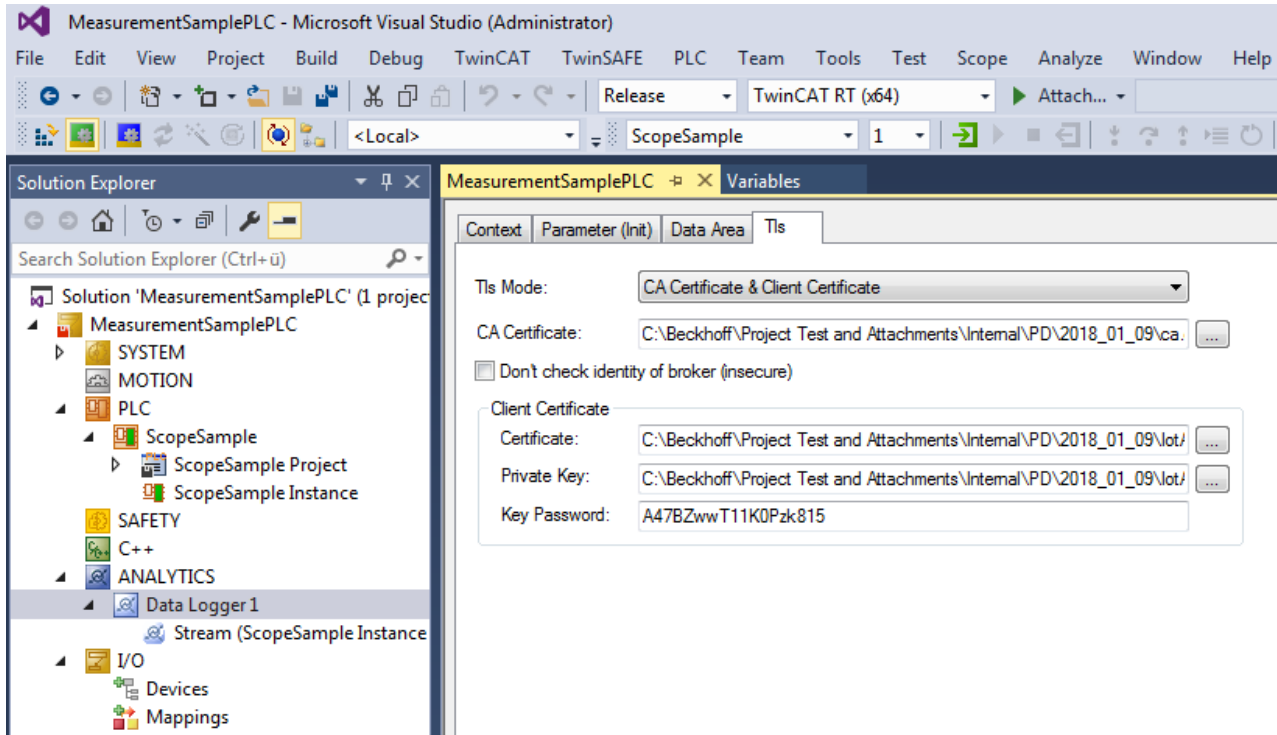 MeasurementSamplePLC - Microsoft Visual Studio (Administrator)
File Edit View Project Build Debug TwinCAT TwinSAFE PLC Team Tools Test Scope Analyze Window Help
Release TwinCAT RT (x64) Attach...
<Local> ScopeSample 1
Solution Explorer
MeasurementSamplePLC Variables
Search Solution Explorer (Ctrl+ü)
Solution 'MeasurementSamplePLC' (1 projec
MeasurementSamplePLC
SYSTEM
MOTION
PLC
ScopeSample
ScopeSample Project
ScopeSample Instance
SAFETY
C++
ANALYTICS
Data Logger 1
Stream (ScopeSample Instance
I/O
Devices
Mappings
Context Parameter (Init) Data Area Tls
Tls Mode: CA Certificate & Client Certificate
CA Certificate: C:\Beckhoff\Project Test and Attachments\Internal\PD\2018_01_09\ca. ...
Don't check identity of broker (insecure)
Client Certificate
Certificate: C:\Beckhoff\Project Test and Attachments\Internal\PD\2018_01_09\Iot/ ...
Private Key: C:\Beckhoff\Project Test and Attachments\Internal\PD\2018_01_09\Iot/ ...
Key Password: A47BZwwT11K0Pzk815